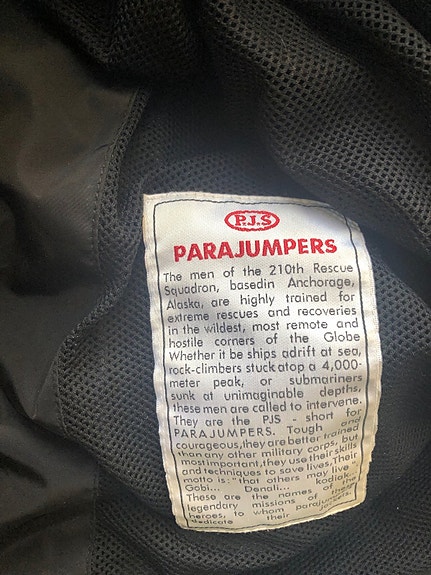 P.J.S
PARAJUMPERS
The men of the 210th Rescue
Squadron, basedin Anchorage,
Alaska, are highly trained for
extreme rescues and recoveries
in the wildest, most remote and
hostile corners of the Globe
Whether it be ships adrift at sea,
rock-climbers stuck atop a 4,000-
meter peak, or submariners
sunk at unimaginable depths,
these men are called to intervene.
They are the PJS - short for
PARAJUMPERS. Tough and
courageous, they are better trained
than any other military corps, but
most important, they use their skills
and techniques to save lives, Their
motto is: "that others may live"
Gobi... Denali... kodiak...
These are the names of the
legendary missions of these
heroes, to whom parajumpers,
dedicate their jackets.